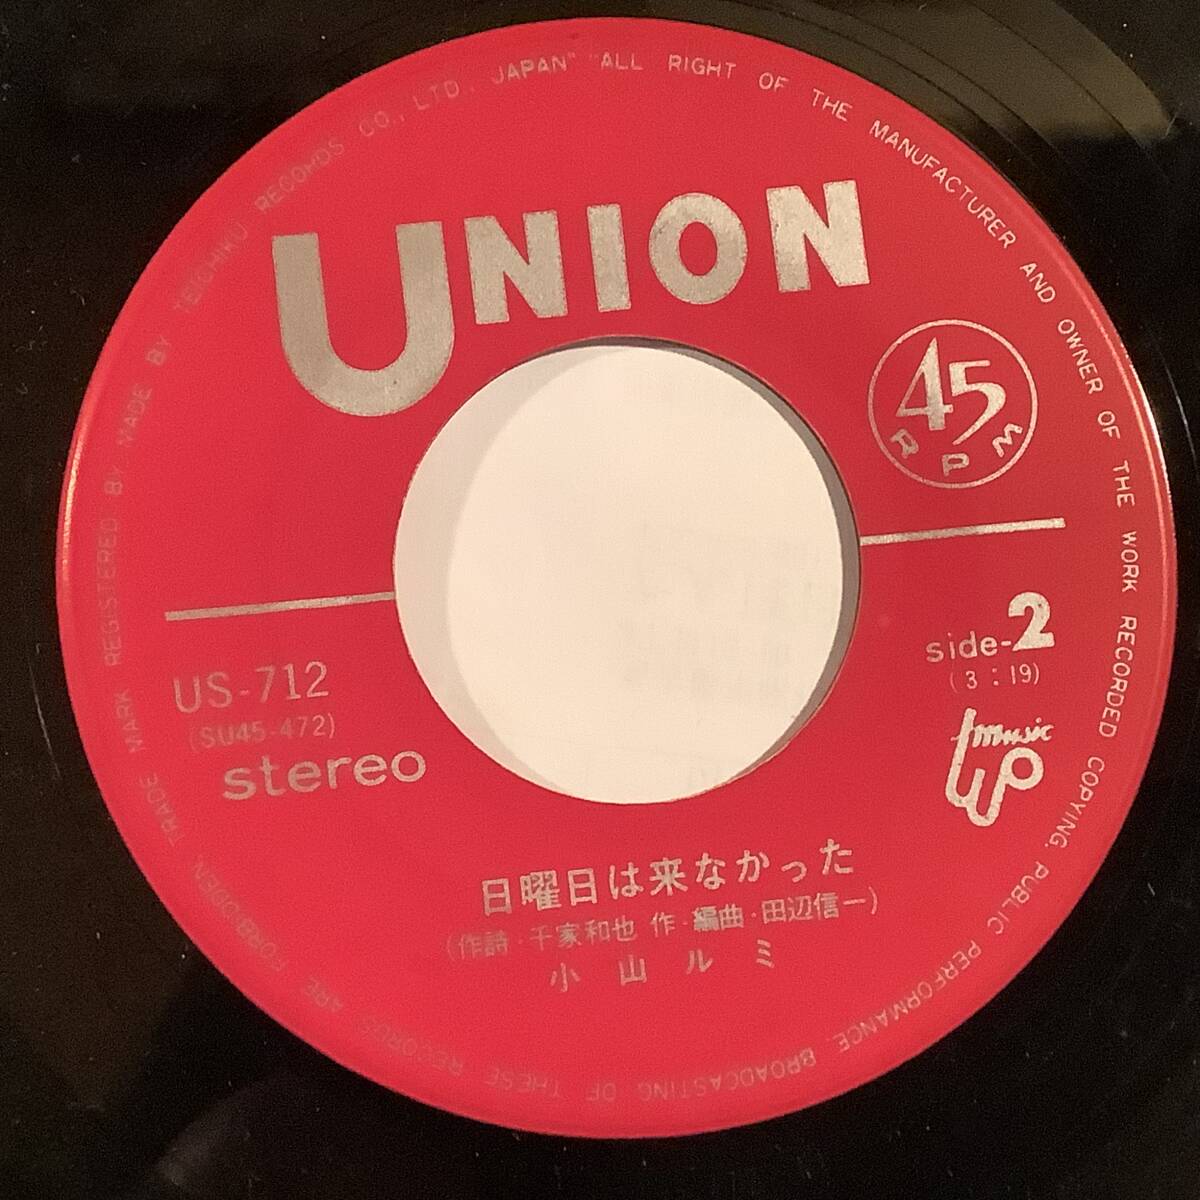 UNION
45
RPM
side-2
(3:19)
US-712
(SU45-472)
stereo
music up
日曜日は来なかった
(作詩・千家和也 作・編曲・田辺信一)
小山ルミ
TRADE MARK REGISTERED BY. MADE BY TEICHIKU RECORDS CO., LTD., JAPAN" "ALL RIGHT OF THE MANUFACTURER AND OWNER OF THE WORK RECORDED COPYING. PUBLIC PERFORMANCE BROADCASTING OF THESE RECORDS ARE FORBIDDEN,